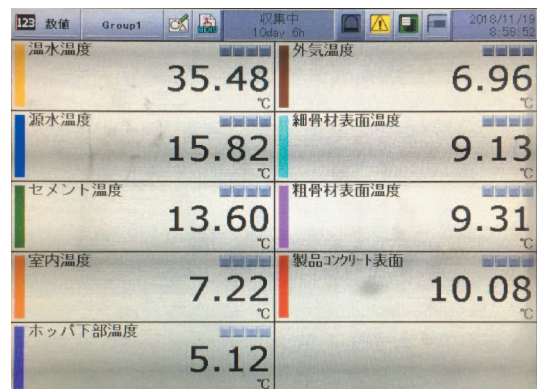 123 数値 Group1 MENU 収集中 10day 6h 2018/11/19 8:58:52
温水温度
35.48
℃
外気温度
6.96
℃
源水温度
15.82
℃
細骨材表面温度
9.13
℃
セメント温度
13.60
℃
粗骨材表面温度
9.31
℃
室内温度
7.22
℃
製品コンクリート表面
10.08
℃
ホッパ下部温度
5.12
℃